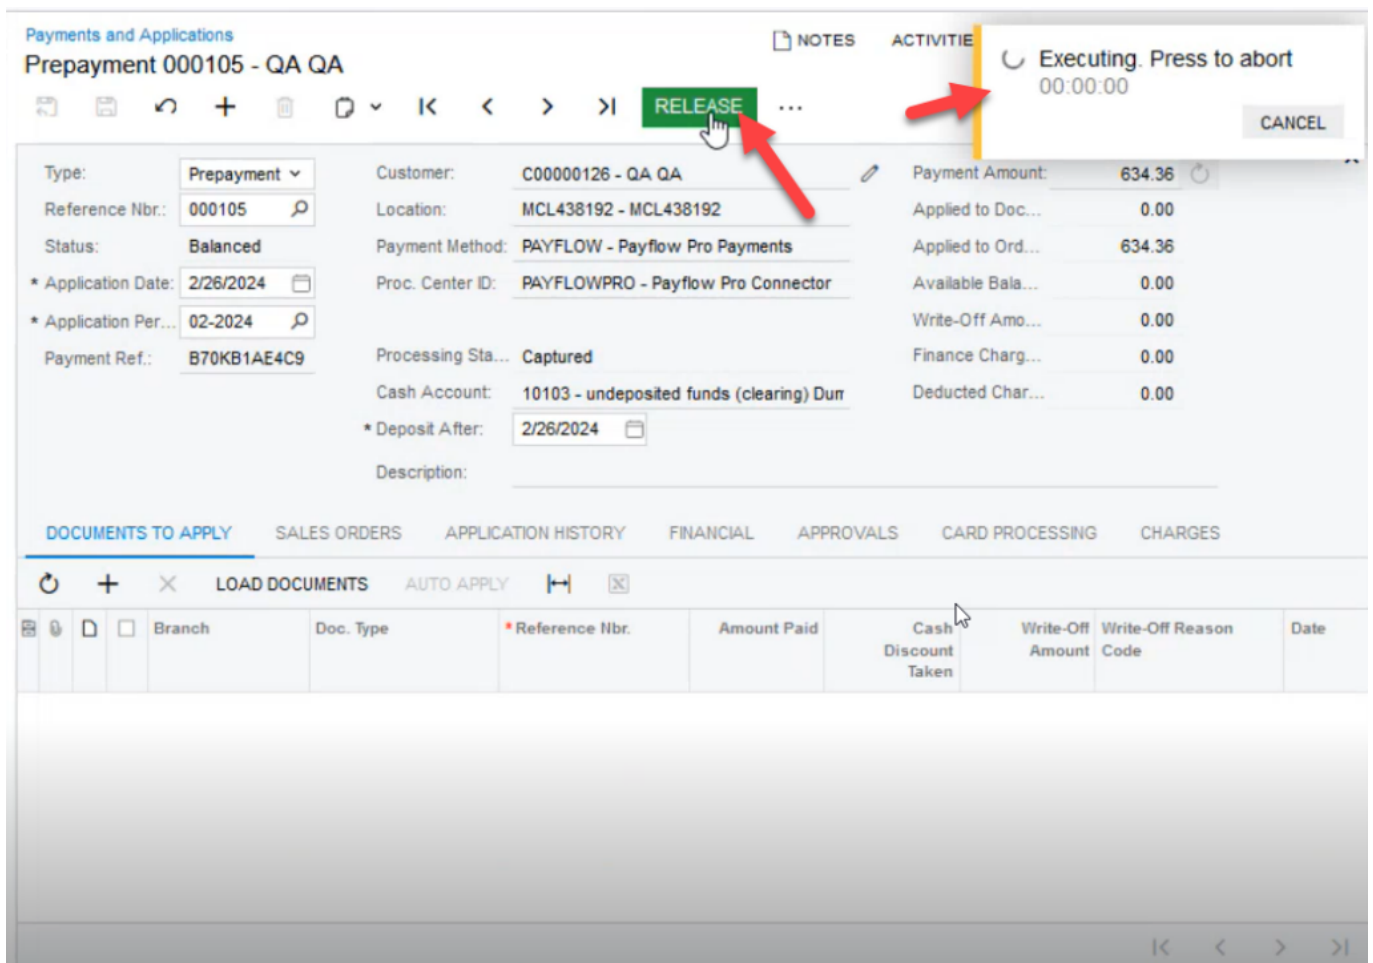 Payments and Applications
NOTES
ACTIVITIE
Prepayment 000105 - QA QA
Executing. Press to abort
00:00:00
CANCEL
RELEASE
Type:
Prepayment
Customer:
C00000126 - QA QA
Payment Amount:
634.36
Reference Nbr.:
000105
Location:
MCL438192 - MCL438192
Applied to Doc...
0.00
Status:
Balanced
Payment Method:
PAYFLOW - Payflow Pro Payments
Applied to Ord...
634.36
* Application Date:
2/26/2024
Proc. Center ID:
PAYFLOWPRO - Payflow Pro Connector
Available Bala...
0.00
* Application Per...
02-2024
Write-Off Amo...
0.00
Payment Ref.:
B70KB1AE4C9
Processing Sta...
Captured
Finance Charg...
0.00
Cash Account:
10103 - undeposited funds (clearing) Dum
Deducted Char...
0.00
* Deposit After:
2/26/2024
Description:
DOCUMENTS TO APPLY
SALES ORDERS
APPLICATION HISTORY
FINANCIAL
APPROVALS
CARD PROCESSING
CHARGES
LOAD DOCUMENTS
AUTO APPLY
Branch
Doc. Type
* Reference Nbr.
Amount Paid
Cash
Discount
Taken
Write-Off
Amount
Write-Off Reason
Code
Date